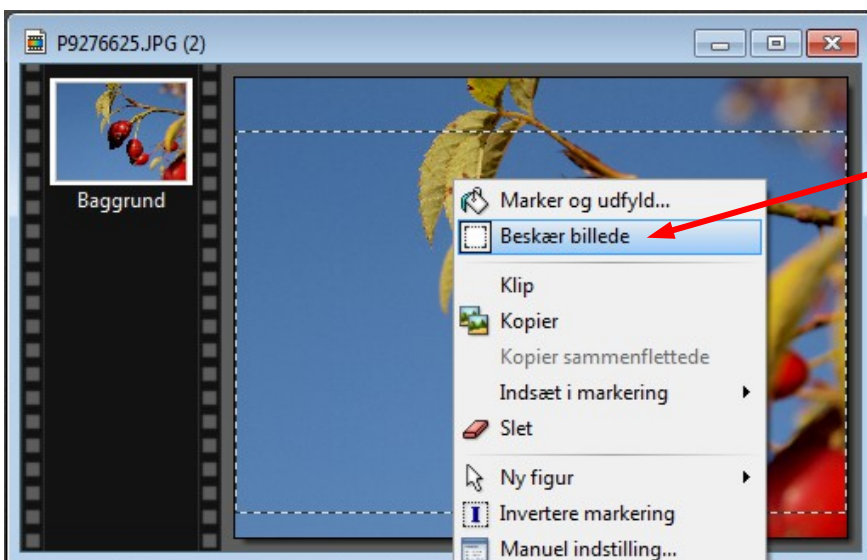 P9276625.JPG (2)
Baggrund
Marker og udfyld...
Beskær billede
Klip
Kopier
Kopier sammenflettede
Indsæt i markering
Slet
Ny figur
Invertere markering
Manuel indstilling...